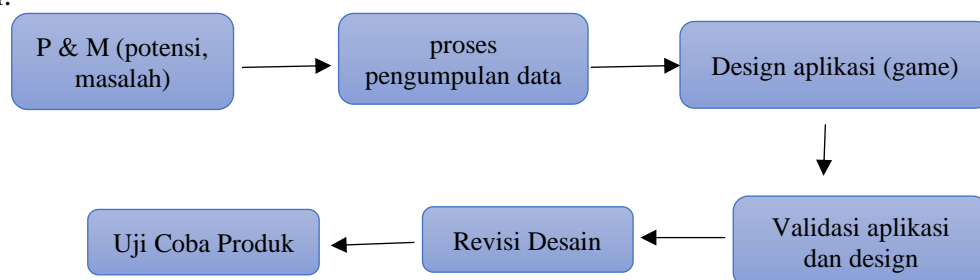 P & M (potensi,
masalah)
proses
pengumpulan data
Design aplikasi (game)
Validasi aplikasi
dan design
Revisi Desain
Uji Coba Produk